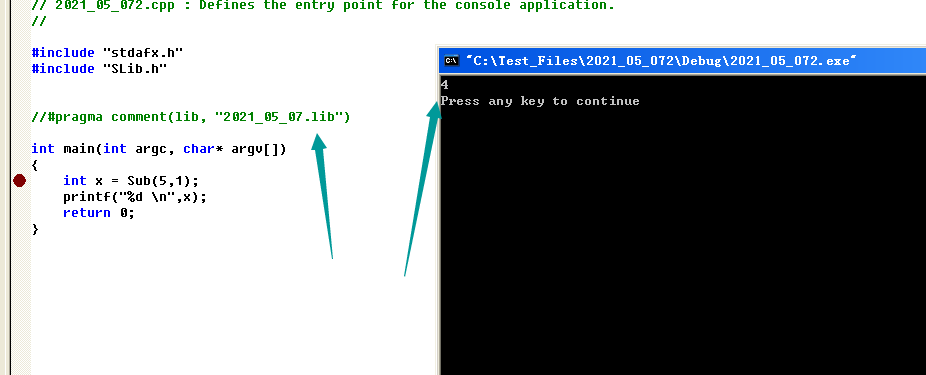 // 2021_05_072.cpp : Defines the entry point for the console application.
//
#include "stdafx.h"
#include "SLib.h"
//#pragma comment(lib, "2021_05_07.lib")
int main(int argc, char* argv[])
{
    int x = Sub(5,1);
    printf("%d \n",x);
    return 0;
}
C:\ "C:\Test_Files\2021_05_072\Debug\2021_05_072.exe"
4
Press any key to continue